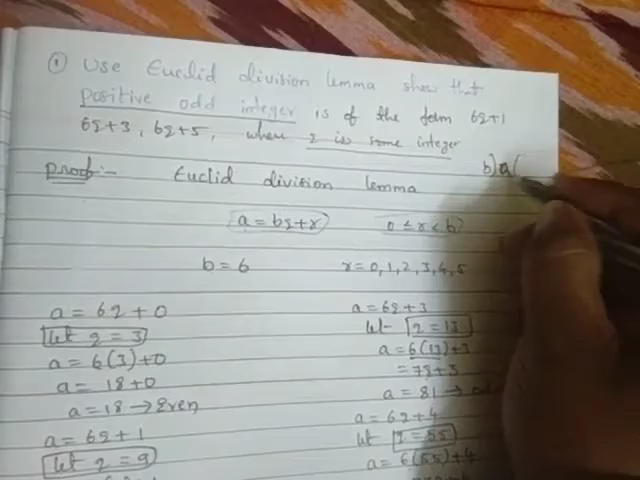 ① Use Euclid division lemma show that
positive odd integer is of the form 6q+1
6q+3, 6q+5, where q is some integer
b)a(
Proof:- Euclid division lemma
a=bq+r 0≤r<b
b=6 r=0,1,2,3,4,5
a=6q+0
let q=3
a=6(3)+0
a=18+0
a=18→Even
a=6q+1
let q=9
a=6q+3
let q=13
a=6(13)+3
=78+3
a=81→
a=6q+4
let q=55
a=6(55)+4